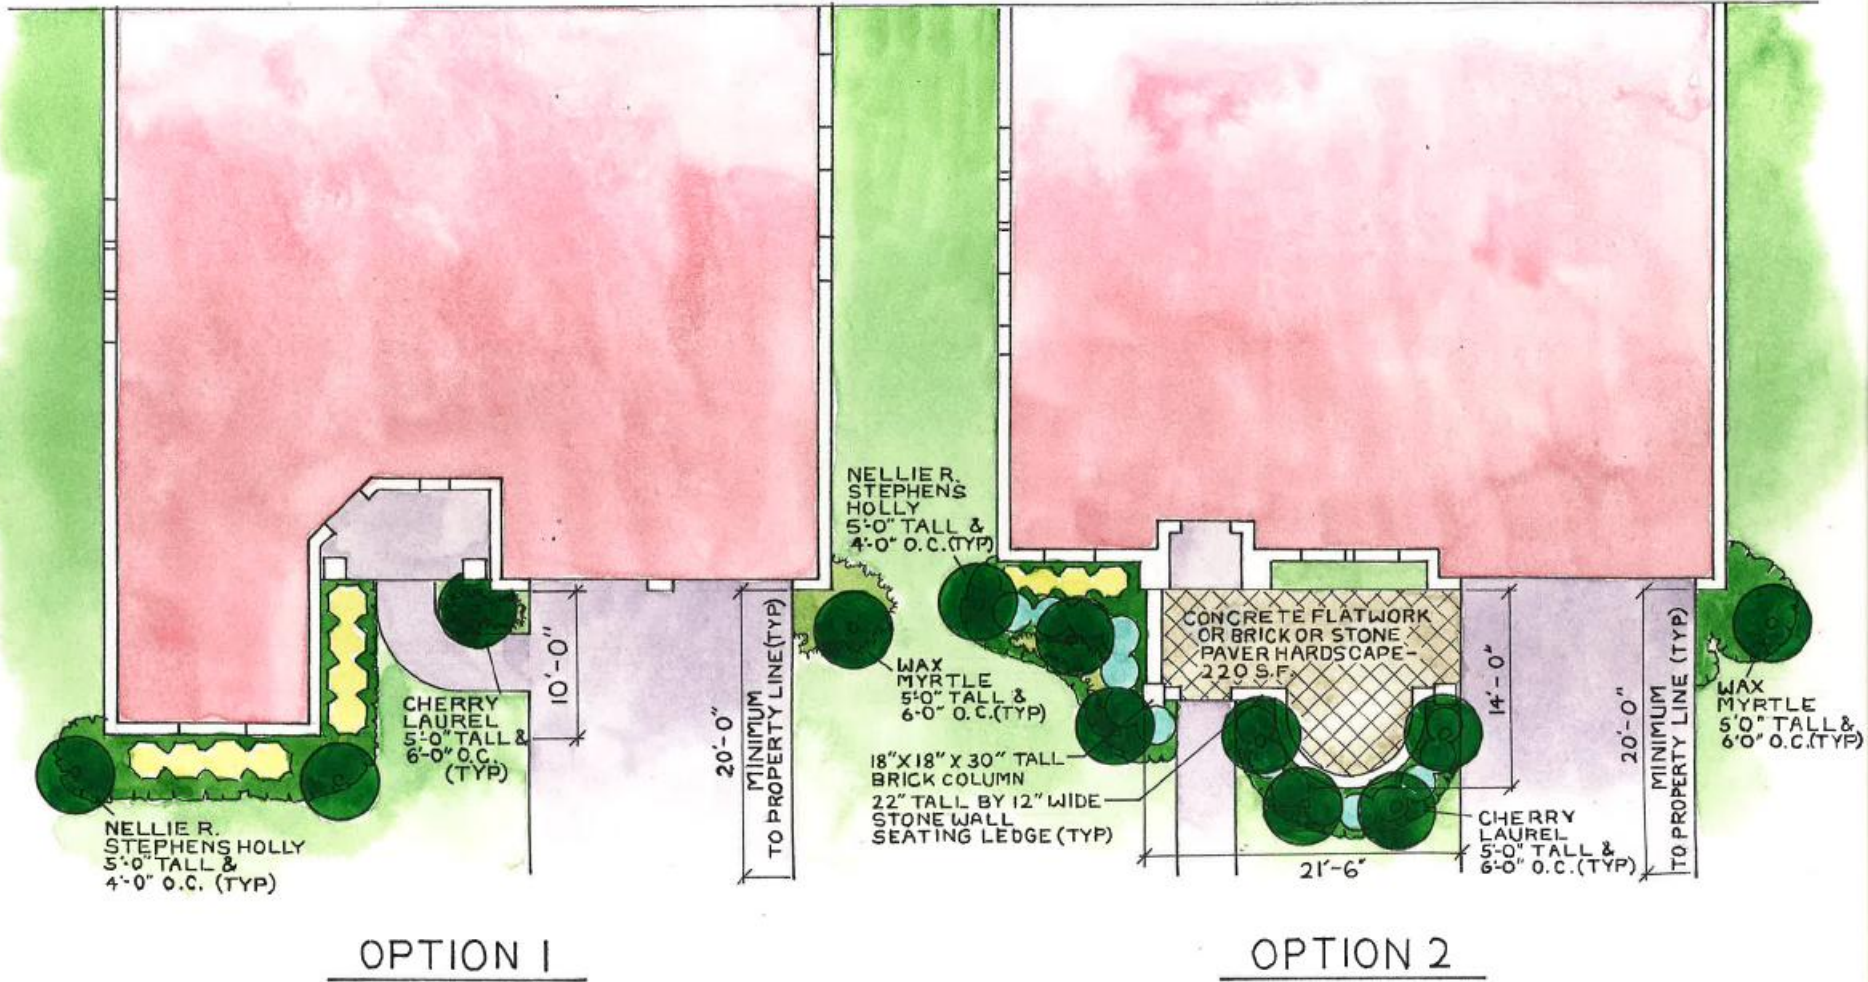 CHERRY
LAUREL
5'-0" TALL &
6'-0" O.C.
(TYP)
10'-0"
20'-0"
MINIMUM
TO PROPERTY LINE (TYP)
NELLIE R.
STEPHENS HOLLY
5'-0" TALL &
4'-0" O.C. (TYP)
OPTION 1
NELLIE R.
STEPHENS
HOLLY
5'-0" TALL &
4'-0" O.C. (TYP)
WAX
MYRTLE
5'-0" TALL &
6'-0" O.C. (TYP)
18" X 18" X 30" TALL
BRICK COLUMN
22" TALL BY 12" WIDE
STONE WALL
SEATING LEDGE (TYP)
CONCRETE FLATWORK
OR BRICK OR STONE
PAVER HARDSCAPE-
220 S.F.
14'-0"
21'-6"
20'-0"
MINIMUM
TO PROPERTY LINE (TYP)
WAX
MYRTLE
5'0" TALL &
6'0" O.C. (TYP)
CHERRY
LAUREL
5'-0" TALL &
6'-0" O.C. (TYP)
OPTION 2